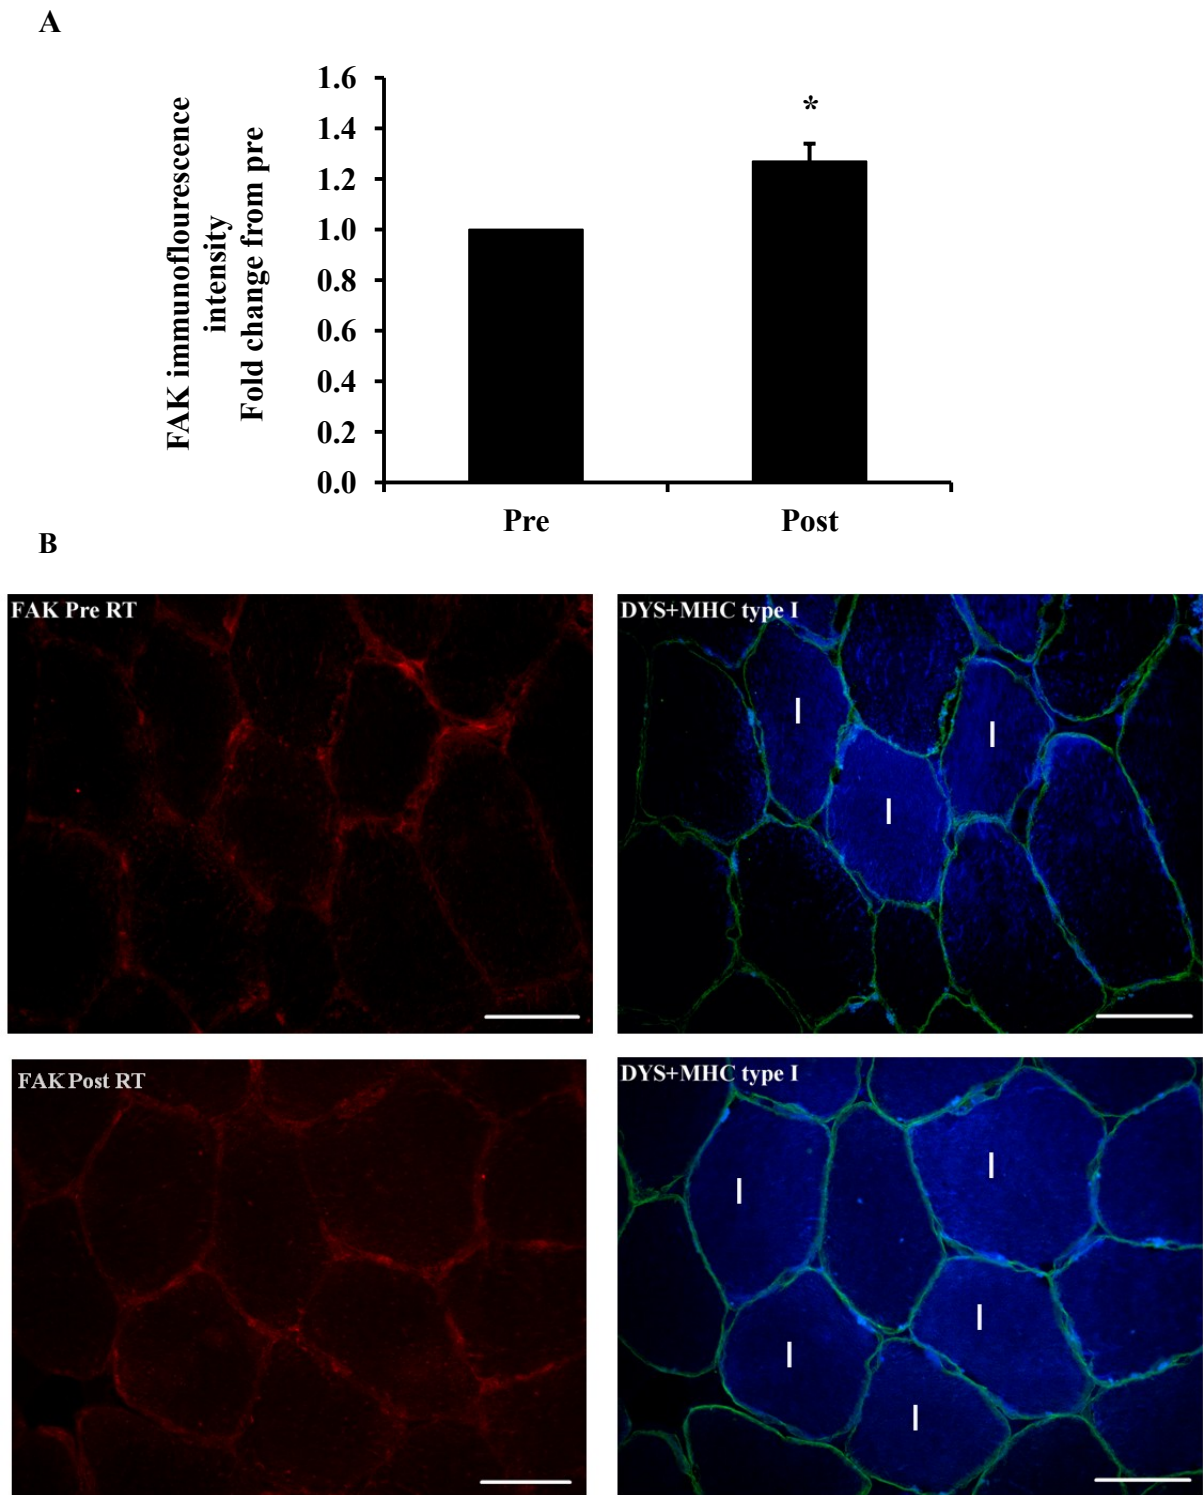 A
FAK immunoflourescence
intensity
Fold change from pre
1.6
1.4
1.2
1.0
0.8
0.6
0.4
0.2
0.0
*
Pre
Post
B
FAK Pre RT
DYS+MHC type I
I
I
I
FAK Post RT
DYS+MHC type I
I
I
I
I
I